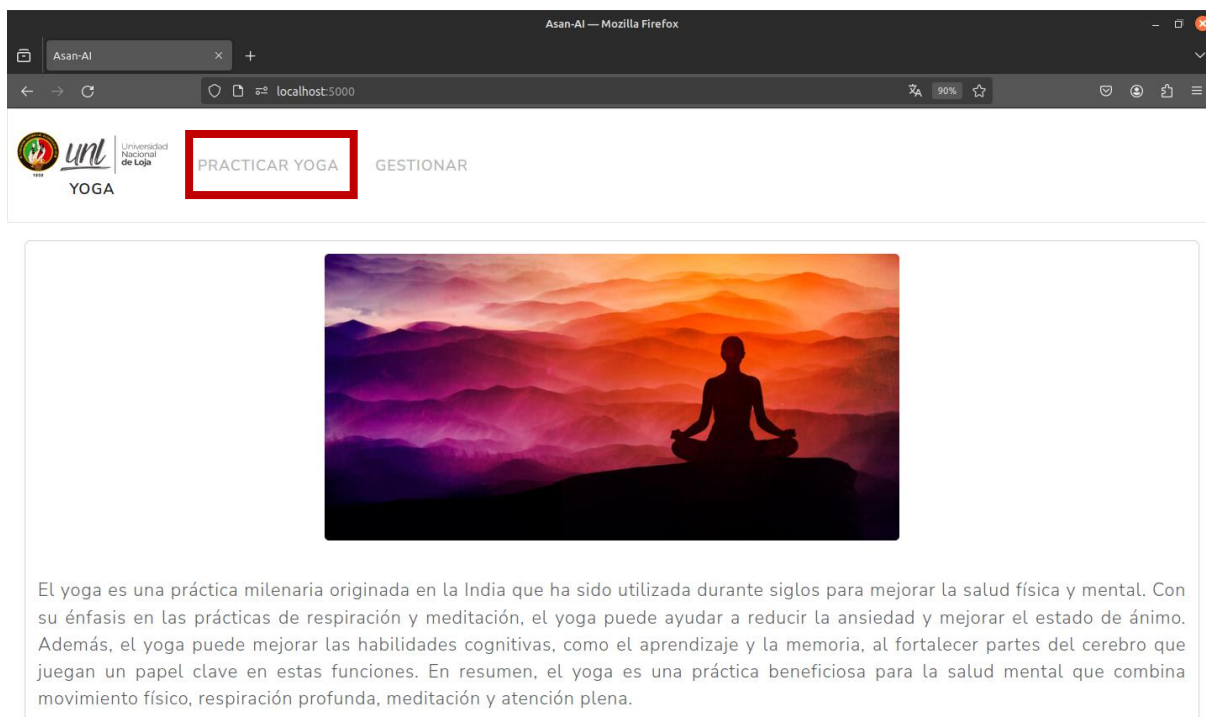 Asan-AI — Mozilla Firefox
Asan-AI
localhost:5000
90%
unl
Universidad
Nacional
de Loja
1859
YOGA
PRACTICAR YOGA
GESTIONAR
El yoga es una práctica milenaria originada en la India que ha sido utilizada durante siglos para mejorar la salud física y mental. Con
su énfasis en las prácticas de respiración y meditación, el yoga puede ayudar a reducir la ansiedad y mejorar el estado de ánimo.
Además, el yoga puede mejorar las habilidades cognitivas, como el aprendizaje y la memoria, al fortalecer partes del cerebro que
juegan un papel clave en estas funciones. En resumen, el yoga es una práctica beneficiosa para la salud mental que combina
movimiento físico, respiración profunda, meditación y atención plena.